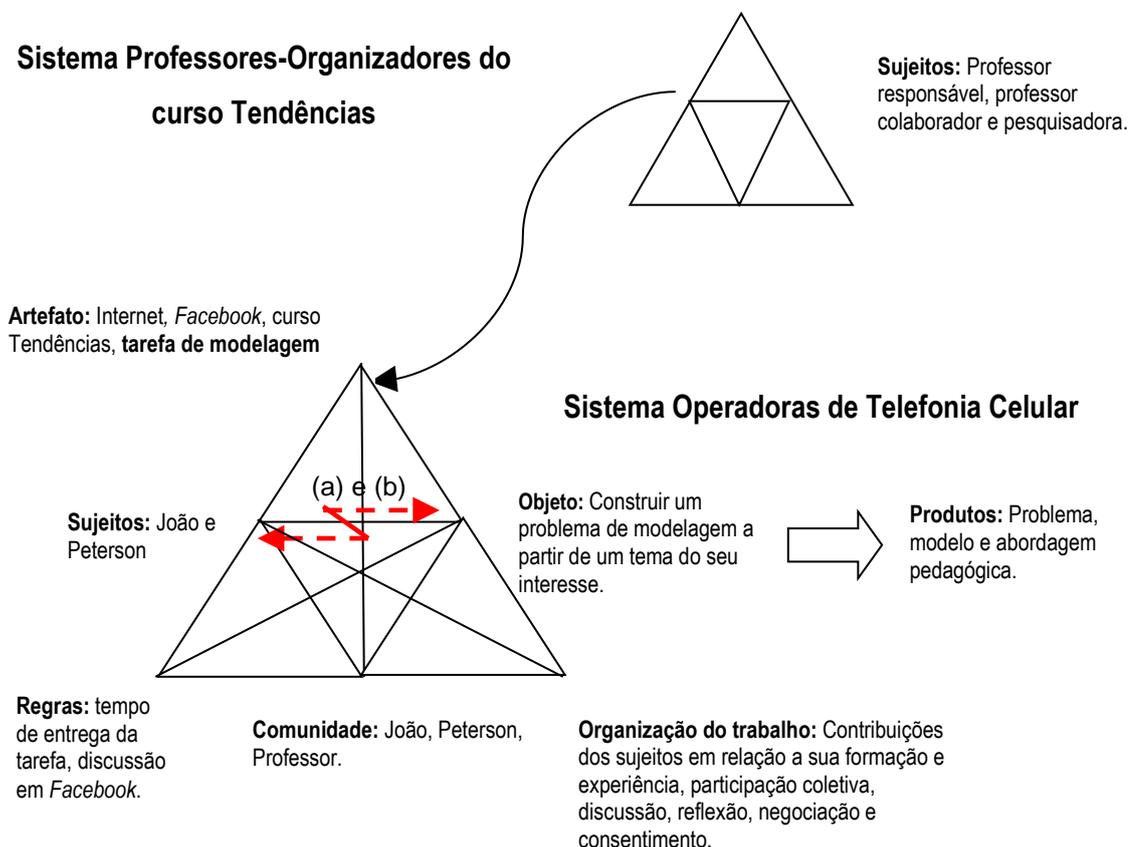 Sistema Professores-Organizadores do
curso Tendências
Sujeitos: Professor
responsável, professor
colaborador e pesquisadora.
Artefato: Internet, Facebook, curso
Tendências, tarefa de modelagem
Sistema Operadoras de Telefonia Celular
(a) e (b)
Sujeitos: João e
Peterson
Objeto: Construir um
problema de modelagem a
partir de um tema do seu
interesse.
Produtos: Problema,
modelo e abordagem
pedagógica.
Regras: tempo
de entrega da
tarefa, discussão
em Facebook.
Comunidade: João, Peterson,
Professor.
Organização do trabalho: Contribuições
dos sujeitos em relação a sua formação e
experiência, participação coletiva,
discussão, reflexão, negociação e
consentimento.